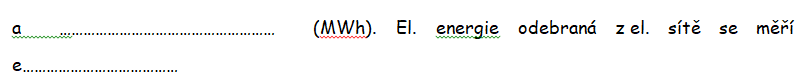 a ……………………………………………… (MWh). El. energie odebraná z el. sítě se měří
e…………………………………